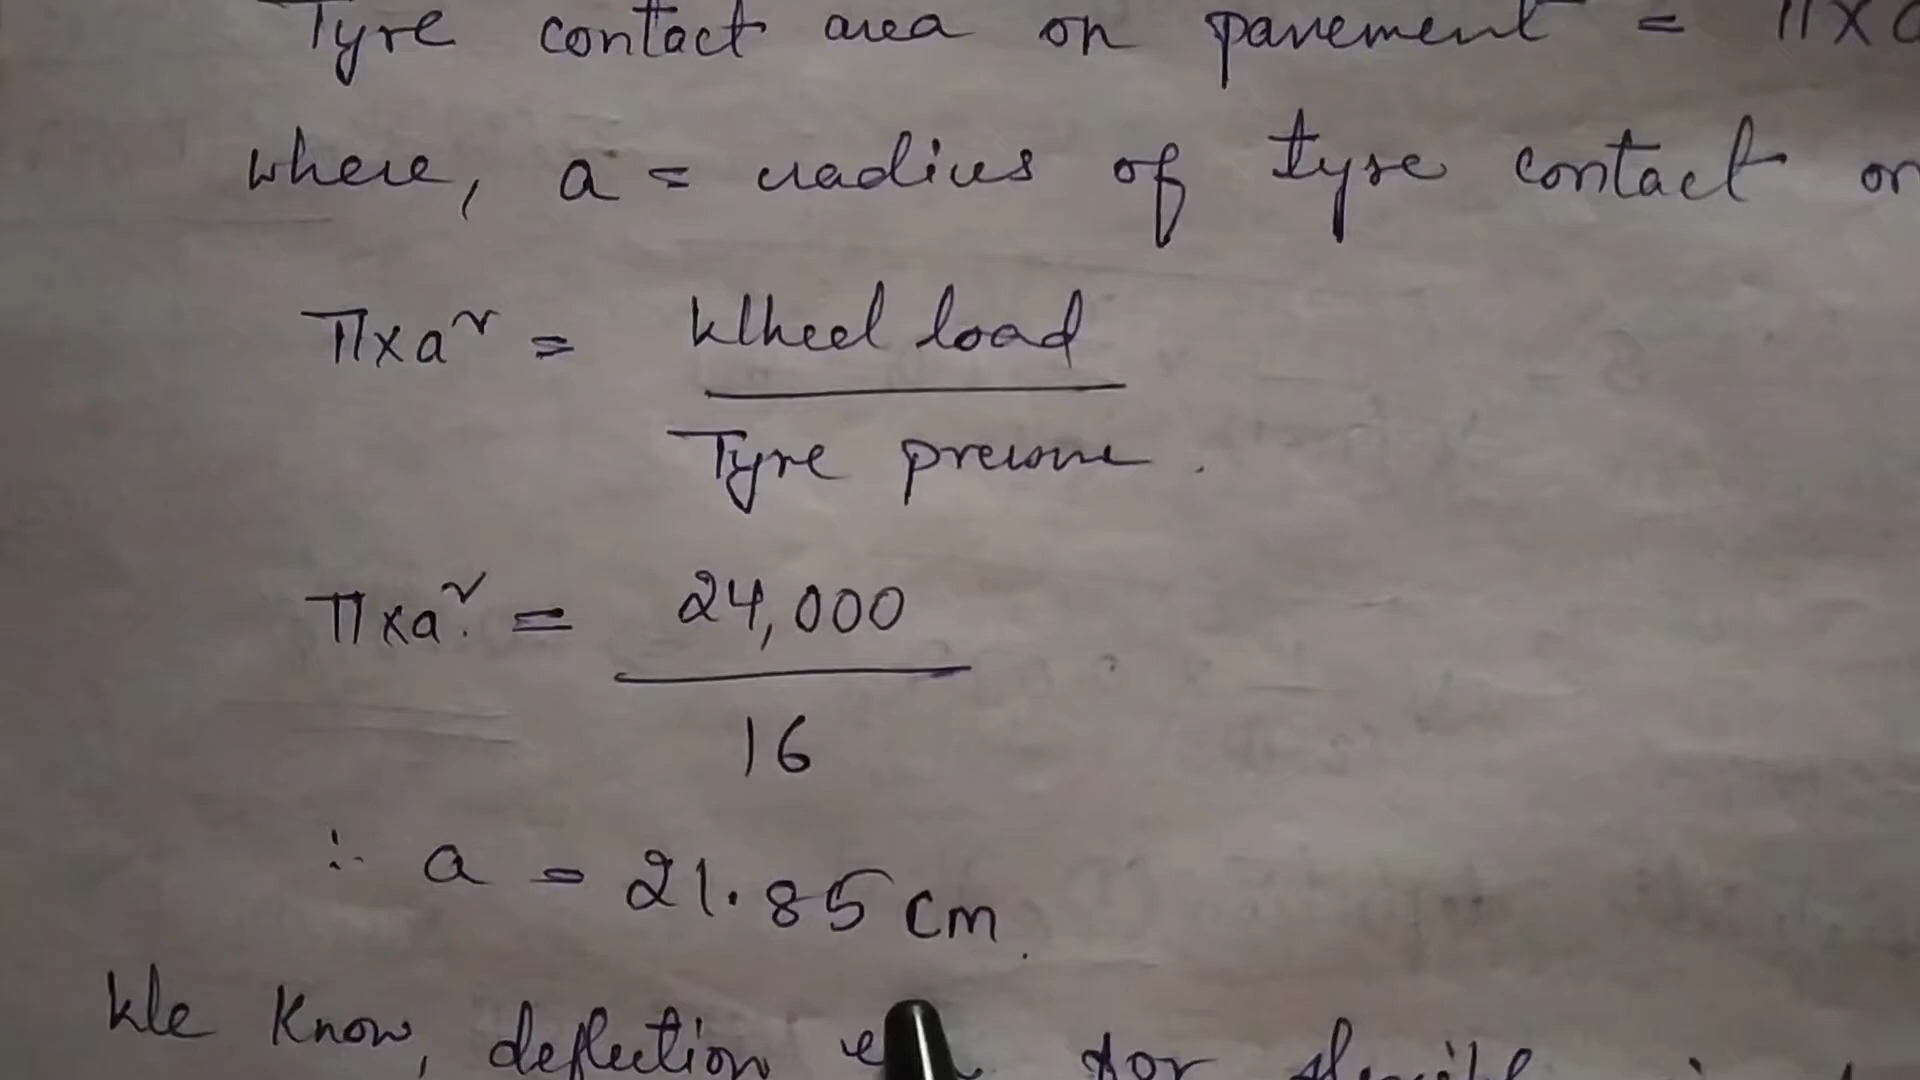 Tyre contact area on pavement = π x
where, a = radius of tyre contact on
π x a² = Wheel load
Tyre pressure.
π x a² = 24,000
16
∴ a = 21.85 cm.
We know, deflection for